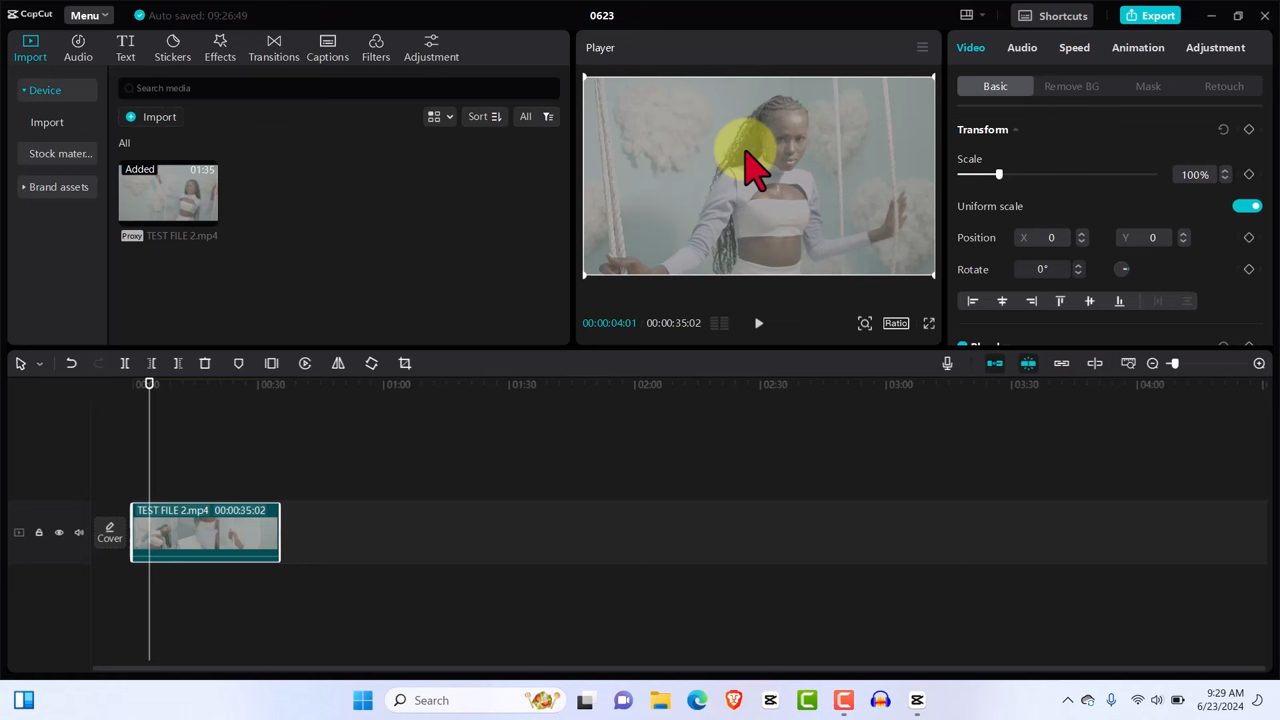 CapCut Menu Auto saved: 09:26:49 0623 Shortcuts Export
Import Audio Text Stickers Effects Transitions Captions Filters Adjustment
Device
Import
Stock mater...
Brand assets
Search media
Import Sort All
All
Added 01:35
Proxy TEST FILE 2.mp4
Player
00:00:04:01 00:00:35:02 Ratio
Video Audio Speed Animation Adjustment
Basic Remove BG Mask Retouch
Transform
Scale
100%
Uniform scale
Position X 0 Y 0
Rotate 0°
00:30 01:00 01:30 02:00 02:30 03:00 03:30 04:00
TEST FILE 2.mp4 00:00:35:02
Cover
Search
9:29 AM
6/23/2024